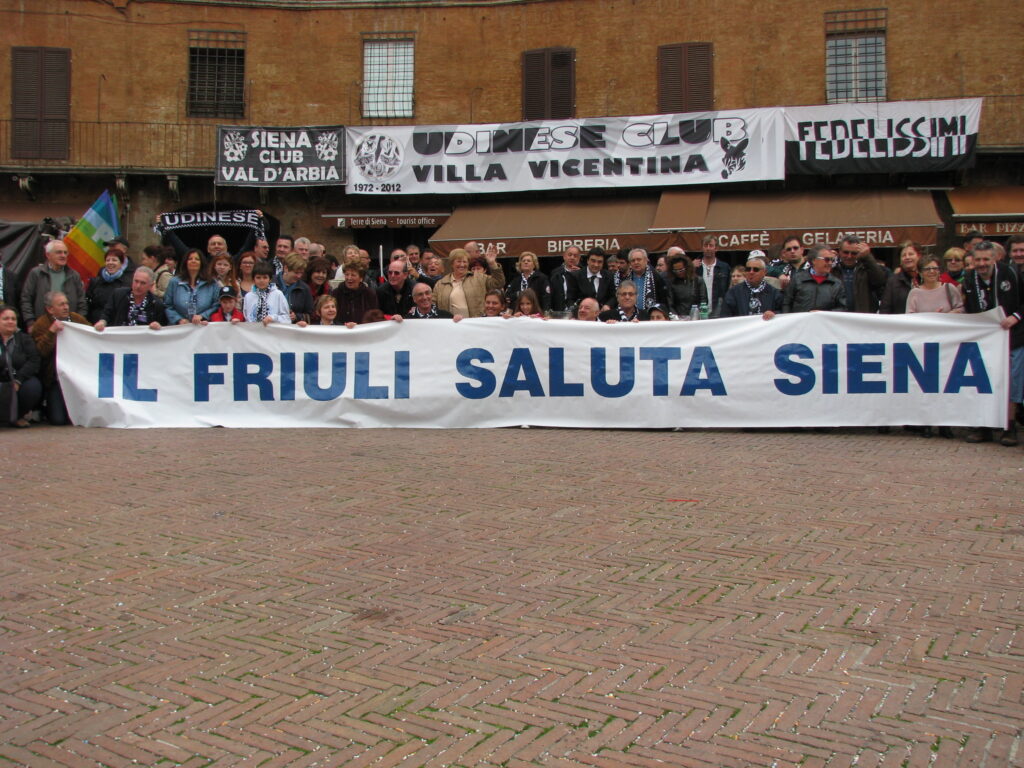 SIENA
CLUB
VAL D'ARBIA
UDINESE CLUB
VILLA VICENTINA
1972-2012
FEDELISSIMI
UDINESE
Terre di Siena - Tourist office
BAR BIRRERIA
CAFFÈ GELATERIA
BAR PIZZ
IL FRIULI SALUTA SIENA